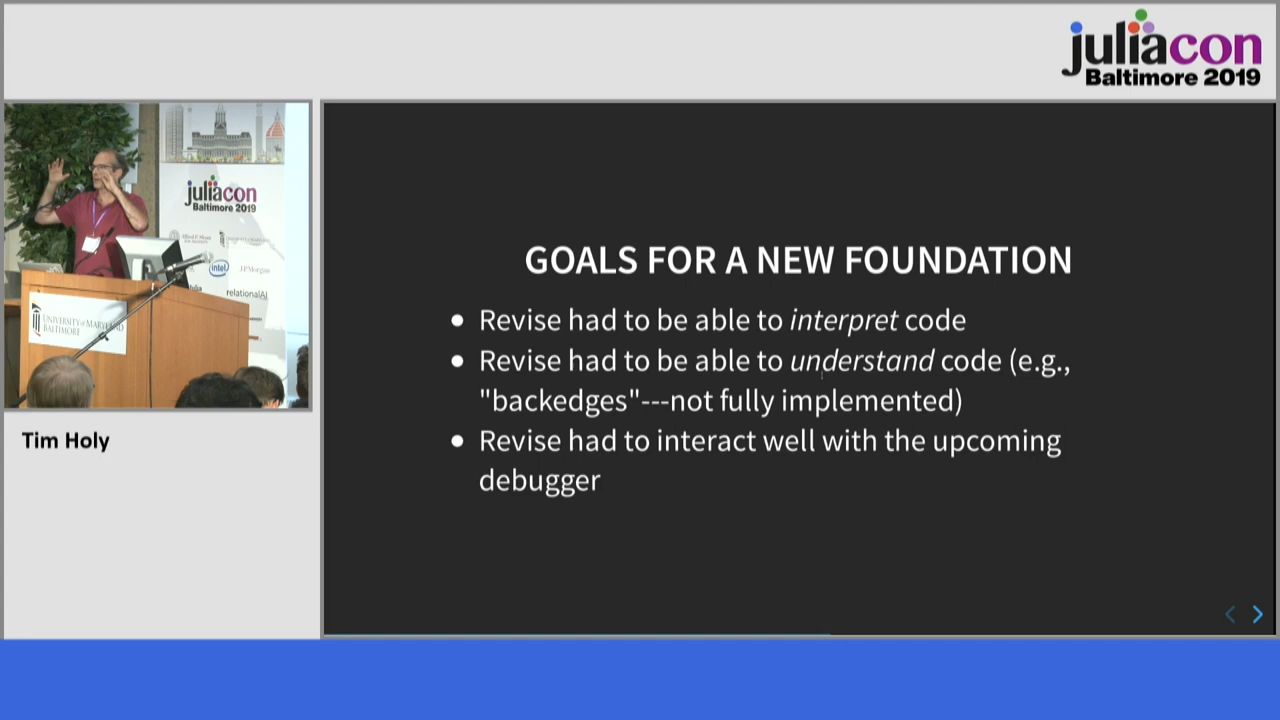 juliacon
Baltimore 2019
juliacon
Baltimore 2019
intel
J.P.Morgan
relationalAI
UNIVERSITY of MARYLAND
BALTIMORE
Tim Holy
GOALS FOR A NEW FOUNDATION
• Revise had to be able to interpret code
• Revise had to be able to understand code (e.g.,
"backedges"---not fully implemented)
• Revise had to interact well with the upcoming
debugger